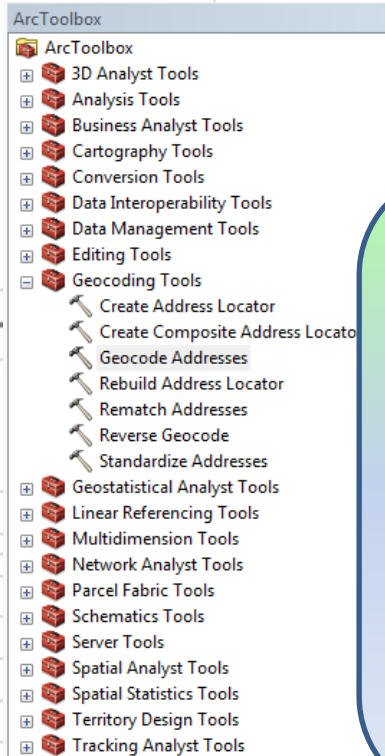 ArcToolbox
ArcToolbox
3D Analyst Tools
Analysis Tools
Business Analyst Tools
Cartography Tools
Conversion Tools
Data Interoperability Tools
Data Management Tools
Editing Tools
Geocoding Tools
Create Address Locator
Create Composite Address Locato
Geocode Addresses
Rebuild Address Locator
Rematch Addresses
Reverse Geocode
Standardize Addresses
Geostatistical Analyst Tools
Linear Referencing Tools
Multidimension Tools
Network Analyst Tools
Parcel Fabric Tools
Schematics Tools
Server Tools
Spatial Analyst Tools
Spatial Statistics Tools
Territory Design Tools
Tracking Analyst Tools